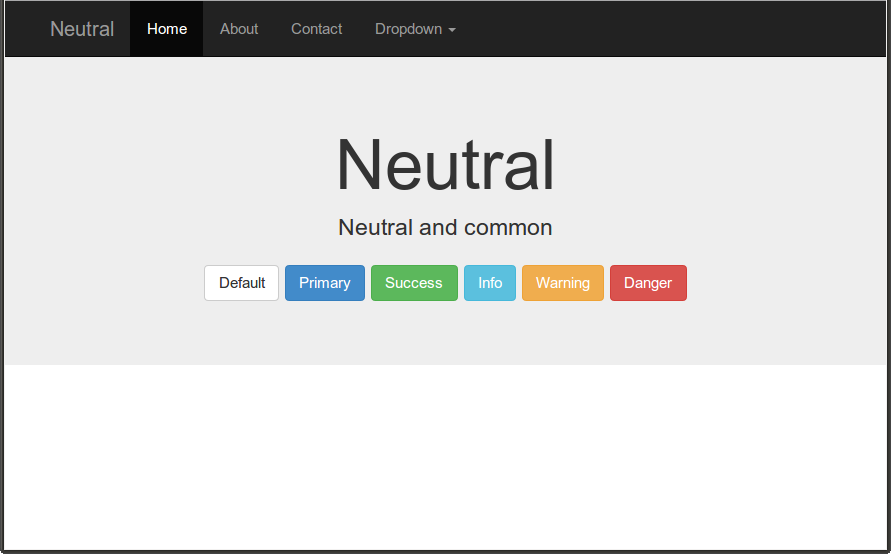 Neutral Home About Contact Dropdown
Neutral
Neutral and common
Default Primary Success Info Warning Danger